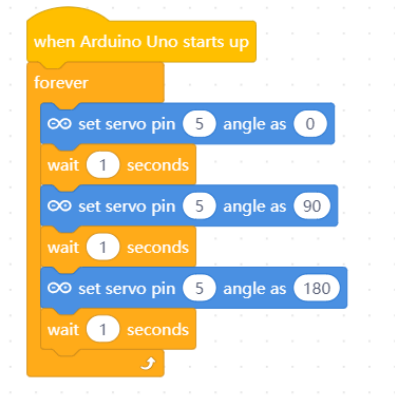 when Arduino Uno starts up
forever
set servo pin 5 angle as 0
wait 1 seconds
set servo pin 5 angle as 90
wait 1 seconds
set servo pin 5 angle as 180
wait 1 seconds